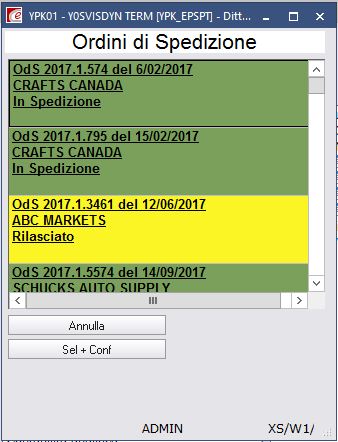 YPK01 - Y0SVISDYN TERM [YPK_EPSPT] - Ditt
Ordini di Spedizione
OdS 2017.1.574 del 6/02/2017
CRAFTS CANADA
In Spedizione
OdS 2017.1.795 del 15/02/2017
CRAFTS CANADA
In Spedizione
OdS 2017.1.3461 del 12/06/2017
ABC MARKETS
Rilasciato
OdS 2017.1.5574 del 14/09/2017
SCHUCKS AUTO SUPPLY
Annulla
Sel + Conf
ADMIN XS/W1/